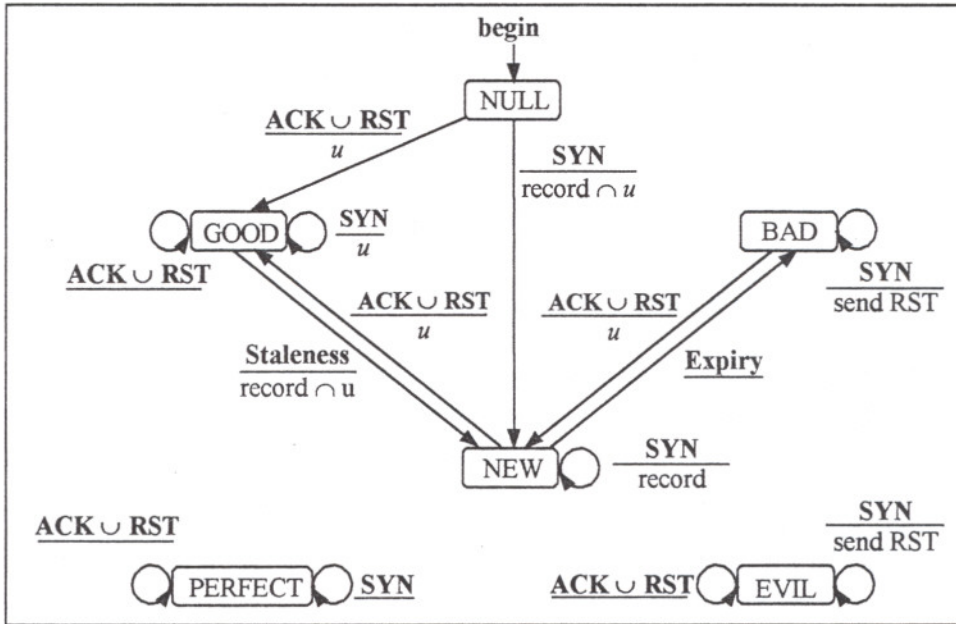 begin
NULL
ACK ∪ RST
u
SYN
record ∩ u
GOOD
SYN
u
BAD
ACK ∪ RST
SYN
send RST
ACK ∪ RST
u
ACK ∪ RST
u
Staleness
record ∩ u
Expiry
NEW
SYN
record
ACK ∪ RST
PERFECT
SYN
SYN
send RST
ACK ∪ RST
EVIL